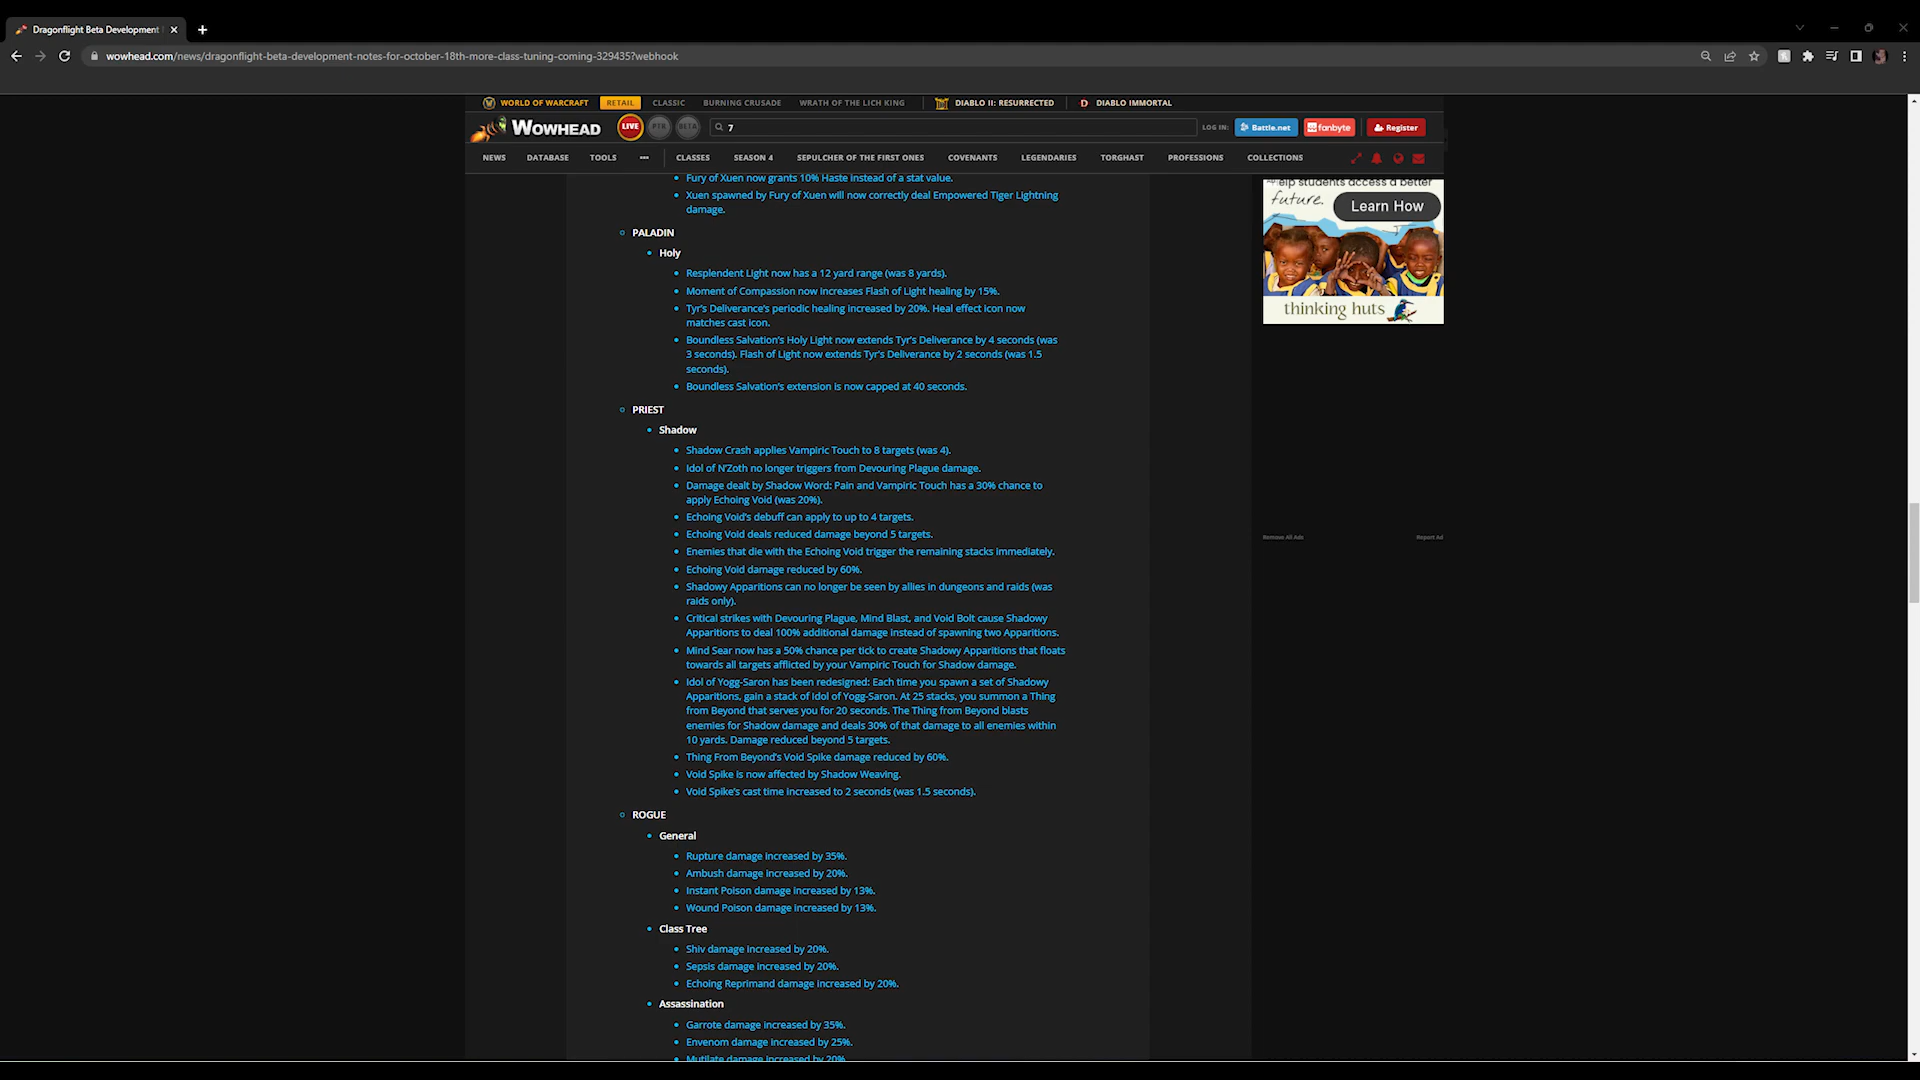 Dragonflight Beta Development
wowhead.com/news/dragonflight-beta-development-notes-for-october-18th-more-class-tuning-coming-329435?webhook
WORLD OF WARCRAFT RETAIL CLASSIC BURNING CRUSADE WRATH OF THE LICH KING DIABLO II: RESURRECTED DIABLO IMMORTAL
WOWHEAD LIVE PTR BETA 7 LOG IN: Battle.net fanbyte Register
NEWS DATABASE TOOLS ••• CLASSES SEASON 4 SEPULCHER OF THE FIRST ONES COVENANTS LEGENDARIES TORGHAST PROFESSIONS COLLECTIONS
Fury of Xuen now grants 10% Haste instead of a stat value.
Xuen spawned by Fury of Xuen will now correctly deal Empowered Tiger Lightning
damage.
PALADIN
Holy
Resplendent Light now has a 12 yard range (was 8 yards).
Moment of Compassion now increases Flash of Light healing by 15%.
Tyr's Deliverance's periodic healing increased by 20%. Heal effect icon now
matches cast icon.
Boundless Salvation's Holy Light now extends Tyr's Deliverance by 4 seconds (was
3 seconds). Flash of Light now extends Tyr's Deliverance by 2 seconds (was 1.5
seconds).
Boundless Salvation's extension is now capped at 40 seconds.
PRIEST
Shadow
Shadow Crash applies Vampiric Touch to 8 targets (was 4).
Idol of N'Zoth no longer triggers from Devouring Plague damage.
Damage dealt by Shadow Word: Pain and Vampiric Touch has a 30% chance to
apply Echoing Void (was 20%).
Echoing Void's debuff can apply to up to 4 targets.
Echoing Void deals reduced damage beyond 5 targets.
Enemies that die with the Echoing Void trigger the remaining stacks immediately.
Echoing Void damage reduced by 60%.
Shadowy Apparitions can no longer be seen by allies in dungeons and raids (was
raids only).
Critical strikes with Devouring Plague, Mind Blast, and Void Bolt cause Shadowy
Apparitions to deal 100% additional damage instead of spawning two Apparitions.
Mind Sear now has a 50% chance per tick to create Shadowy Apparitions that floats
towards all targets afflicted by your Vampiric Touch for Shadow damage.
Idol of Yogg-Saron has been redesigned: Each time you spawn a set of Shadowy
Apparitions, gain a stack of Idol of Yogg-Saron. At 25 stacks, you summon a Thing
from Beyond that serves you for 20 seconds. The Thing from Beyond blasts
enemies for Shadow damage and deals 30% of that damage to all enemies within
10 yards. Damage reduced beyond 5 targets.
Thing From Beyond's Void Spike damage reduced by 60%.
Void Spike is now affected by Shadow Weaving.
Void Spike's cast time increased to 2 seconds (was 1.5 seconds).
ROGUE
General
Rupture damage increased by 35%.
Ambush damage increased by 20%.
Instant Poison damage increased by 13%.
Wound Poison damage increased by 13%.
Class Tree
Shiv damage increased by 20%.
Sepsis damage increased by 20%.
Echoing Reprimand damage increased by 20%.
Assassination
Garrote damage increased by 35%.
Envenom damage increased by 25%.
Mutilate damage increased by 20%.
help students access a better
future. Learn How
thinking huts
Remove All Ads Report Ad